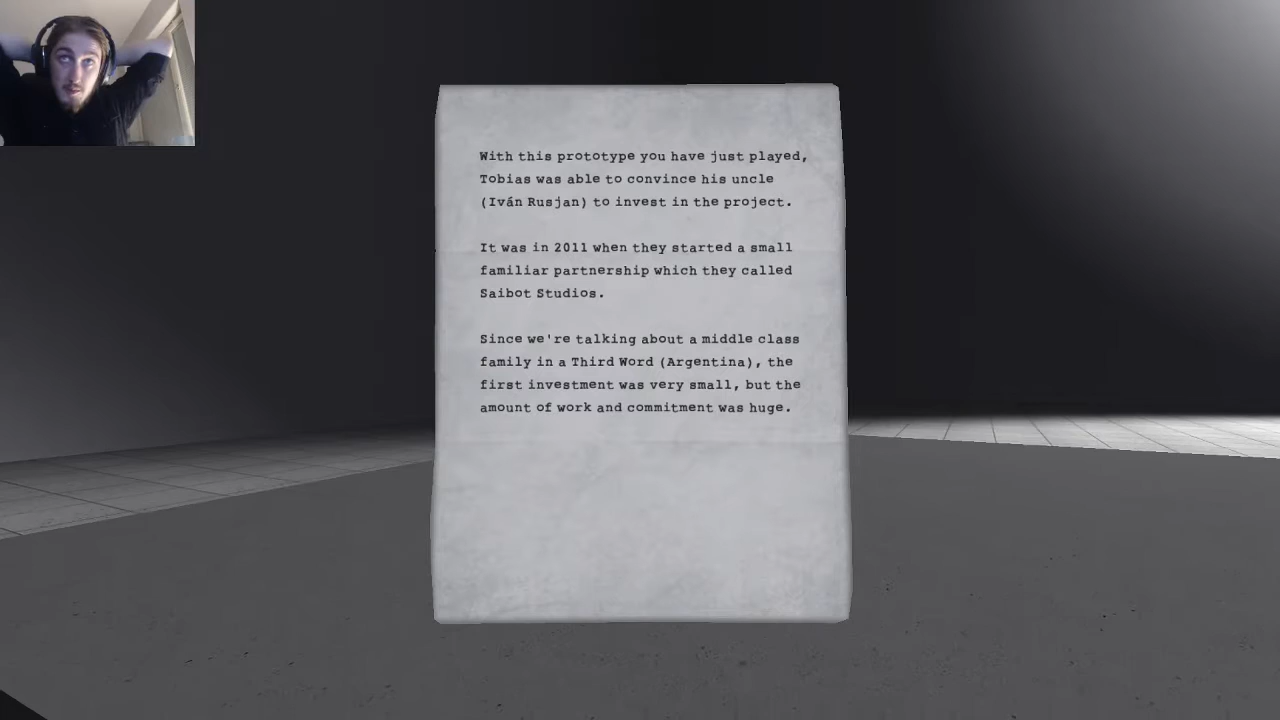 With this prototype you have just played,
Tobias was able to convince his uncle
(Iván Rusjan) to invest in the project.
It was in 2011 when they started a small
familiar partnership which they called
Saibot Studios.
Since we're talking about a middle class
family in a Third Word (Argentina), the
first investment was very small, but the
amount of work and commitment was huge.